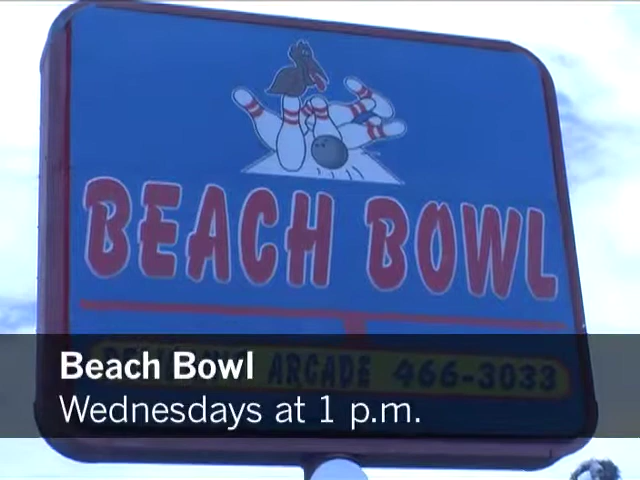 BEACH BOWL
ARCADE 466-3033
Beach Bowl
Wednesdays at 1 p.m.